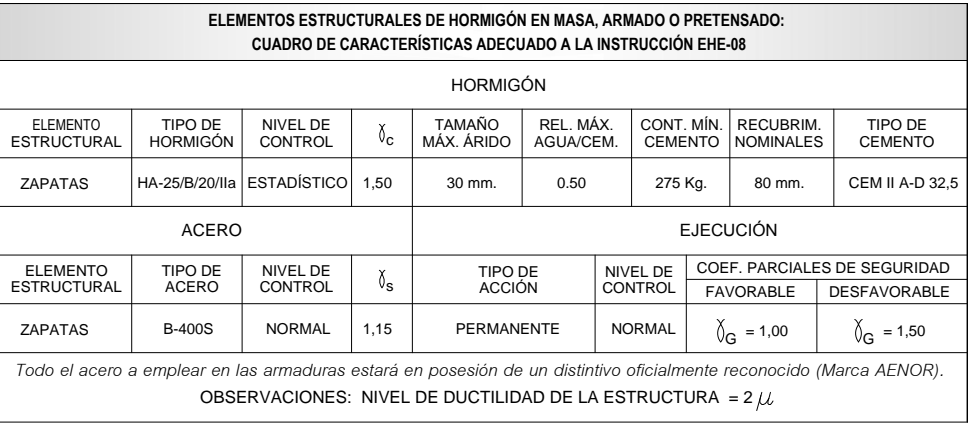 ELEMENTOS ESTRUCTURALES DE HORMIGÓN EN MASA, ARMADO O PRETENSADO:
CUADRO DE CARACTERÍSTICAS ADECUADO A LA INSTRUCCIÓN EHE-08
HORMIGÓN
ELEMENTO ESTRUCTURAL
TIPO DE HORMIGÓN
NIVEL DE CONTROL
γc
TAMAÑO MÁX. ÁRIDO
REL. MÁX. AGUA/CEM.
CONT. MÍN. CEMENTO
RECUBRIM. NOMINALES
TIPO DE CEMENTO
ZAPATAS
HA-25/B/20/IIa
ESTADÍSTICO
1,50
30 mm.
0.50
275 Kg.
80 mm.
CEM II A-D 32,5
ACERO
EJECUCIÓN
ELEMENTO ESTRUCTURAL
TIPO DE ACERO
NIVEL DE CONTROL
γs
TIPO DE ACCIÓN
NIVEL DE CONTROL
COEF. PARCIALES DE SEGURIDAD
FAVORABLE
DESFAVORABLE
ZAPATAS
B-400S
NORMAL
1,15
PERMANENTE
NORMAL
γG = 1,00
γG = 1,50
Todo el acero a emplear en las armaduras estará en posesión de un distintivo oficialmente reconocido (Marca AENOR).
OBSERVACIONES: NIVEL DE DUCTILIDAD DE LA ESTRUCTURA = 2 μ